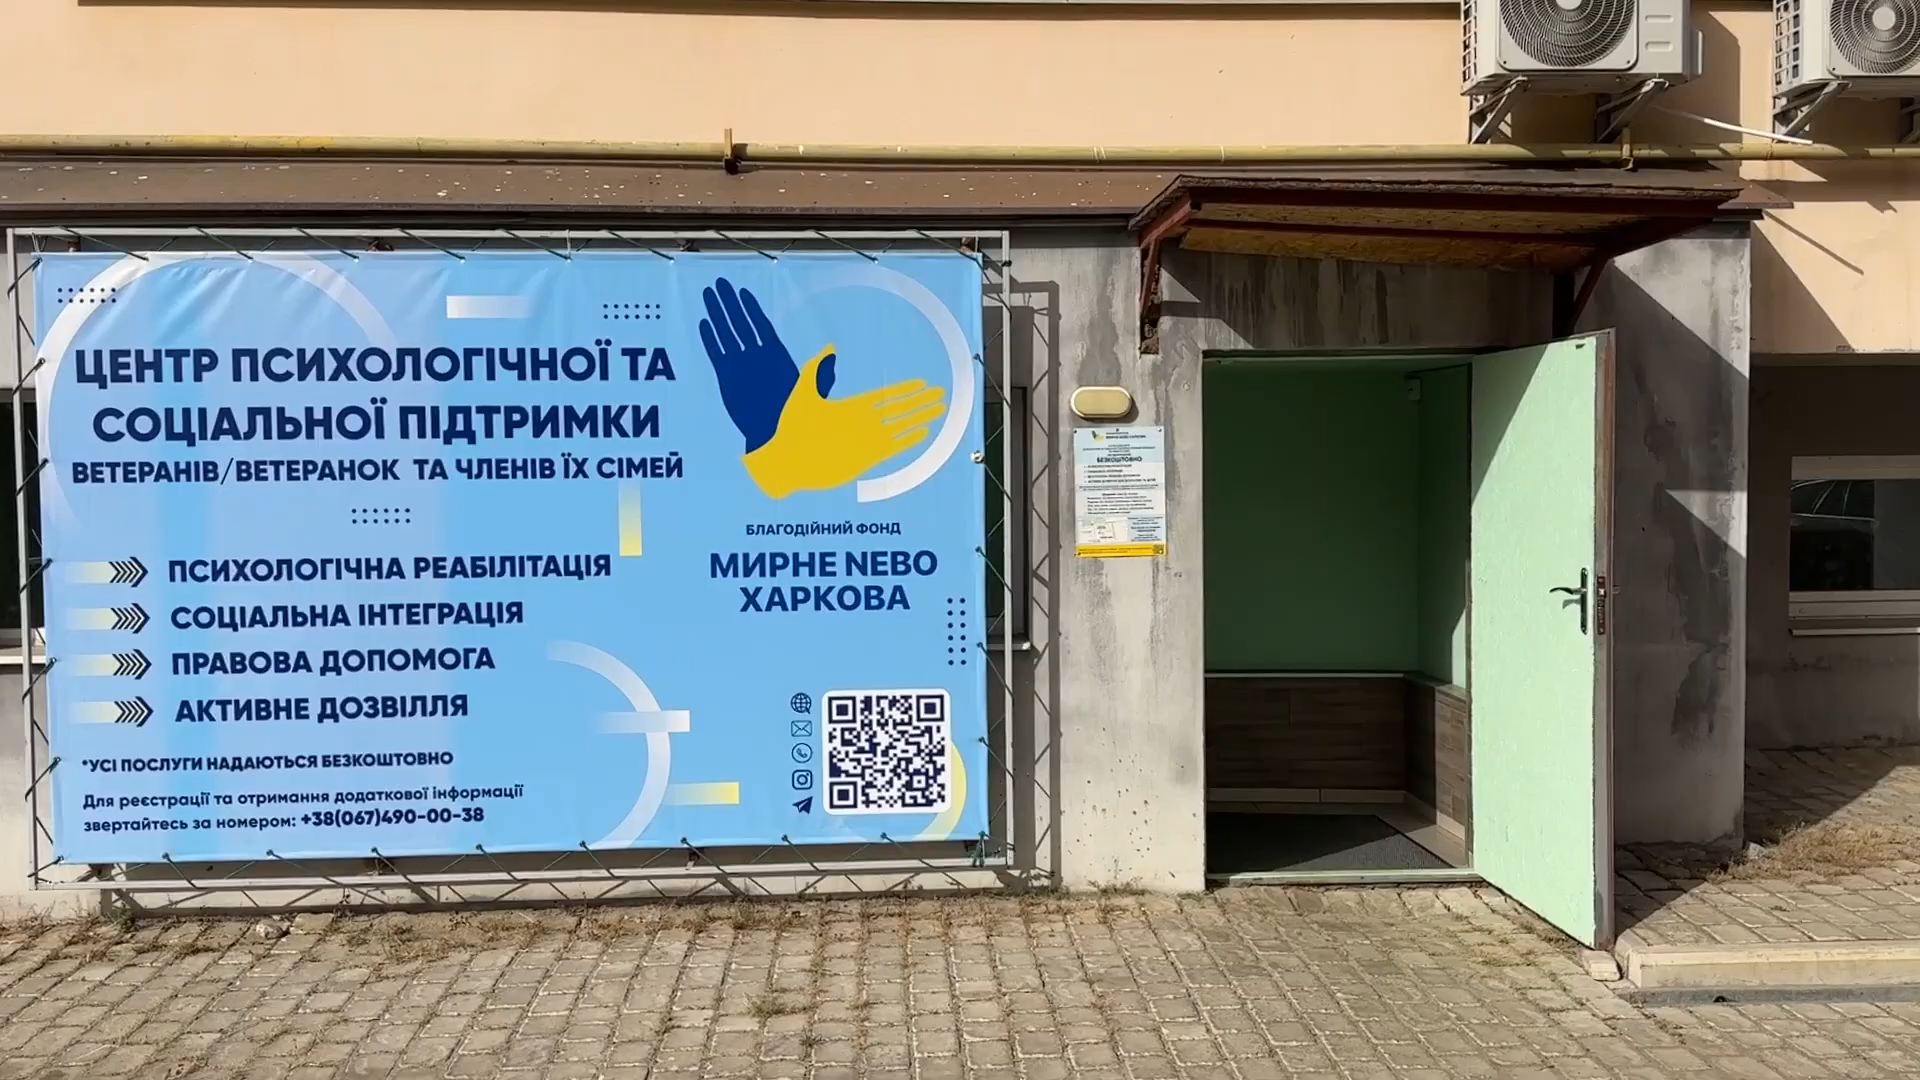 ЦЕНТР ПСИХОЛОГІЧНОЇ ТА
СОЦІАЛЬНОЇ ПІДТРИМКИ
ВЕТЕРАНІВ/ВЕТЕРАНОК ТА ЧЛЕНІВ ЇХ СІМЕЙ
ПСИХОЛОГІЧНА РЕАБІЛІТАЦІЯ
СОЦІАЛЬНА ІНТЕГРАЦІЯ
ПРАВОВА ДОПОМОГА
АКТИВНЕ ДОЗВІЛЛЯ
*УСІ ПОСЛУГИ НАДАЮТЬСЯ БЕЗКОШТОВНО
Для реєстрації та отримання додаткової інформації
звертайтесь за номером: +38(067)490-00-38
БЛАГОДІЙНИЙ ФОНД
МИРНЕ NEBO
ХАРКОВА
БЕЗКОШТОВНО